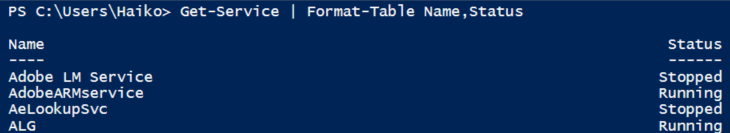 PS C:\Users\Haiko> Get-Service | Format-Table Name,Status
Name Status
---- ------
Adobe LM Service Stopped
AdobeARMservice Running
AeLookupSvc Stopped
ALG Running